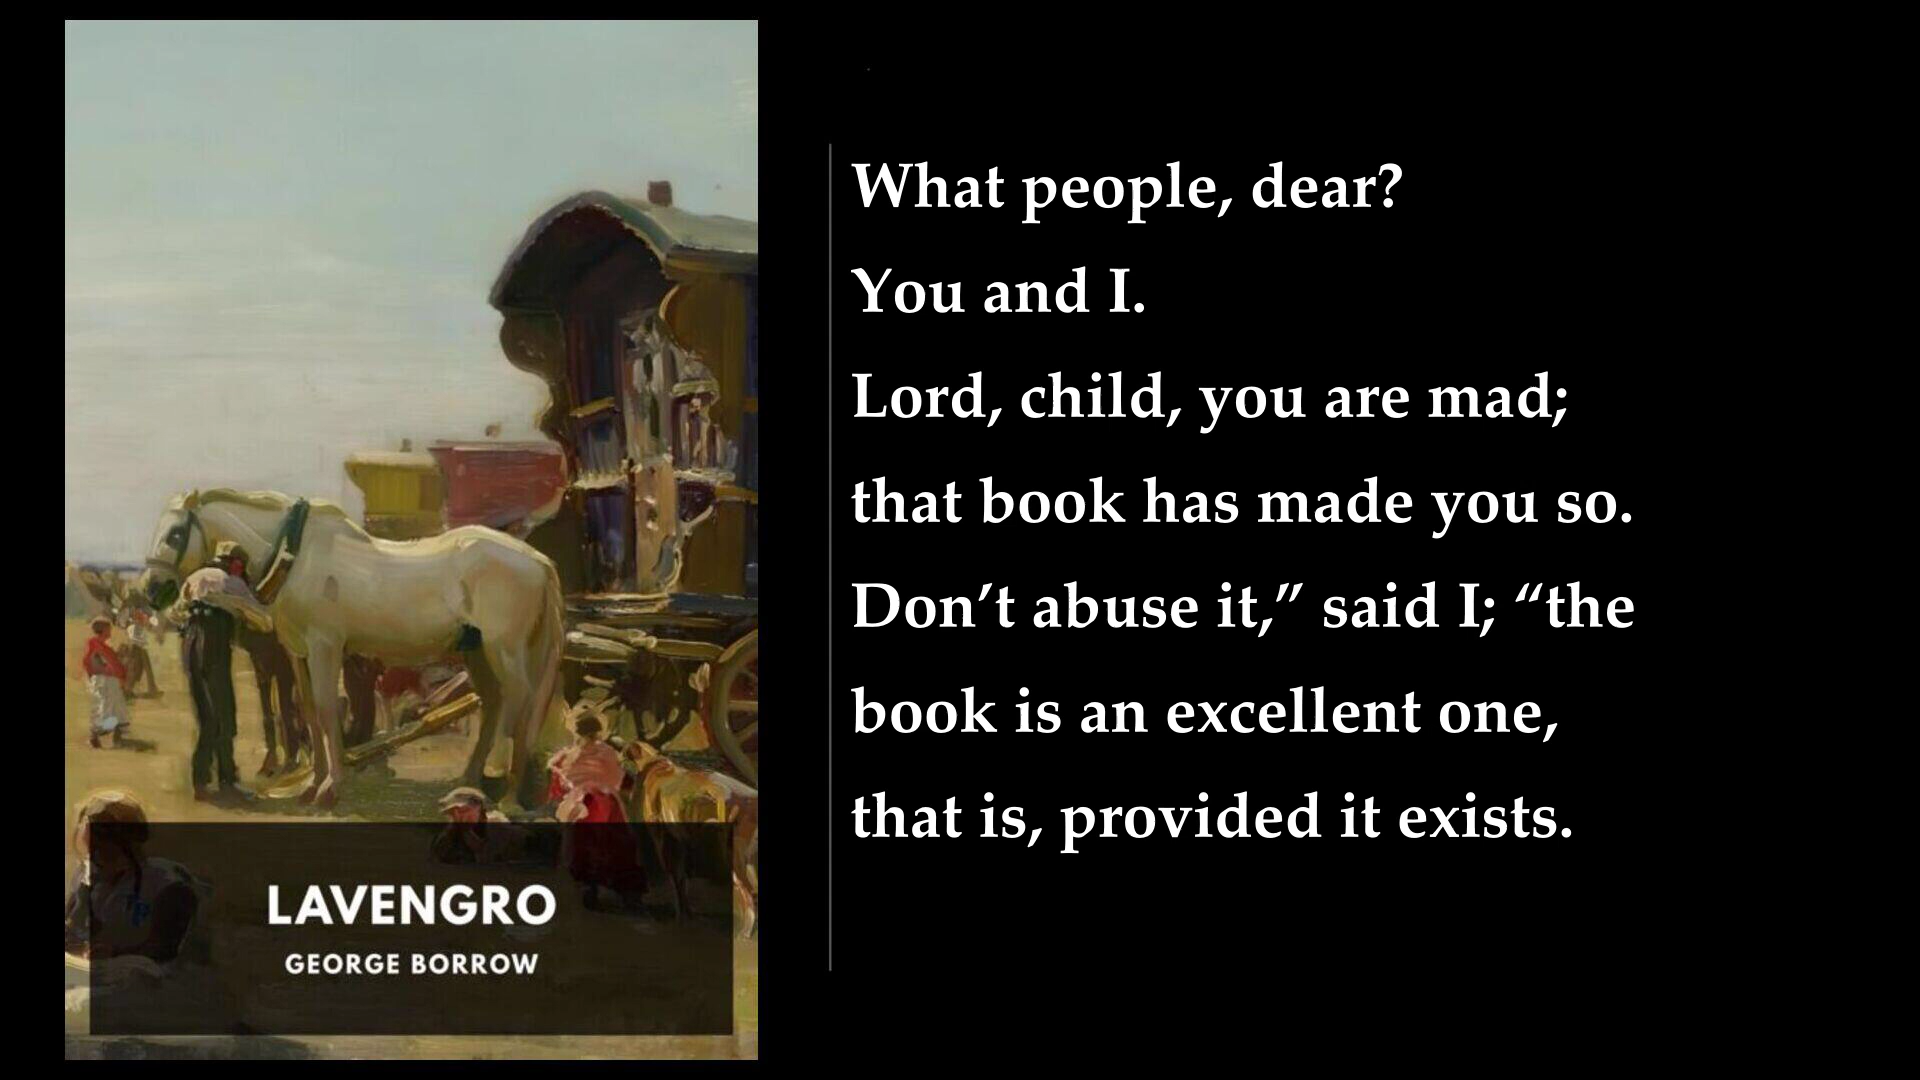 What people, dear?
You and I.
Lord, child, you are mad;
that book has made you so.
Don’t abuse it,” said I; “the
book is an excellent one,
that is, provided it exists.
LAVENGRO
GEORGE BORROW